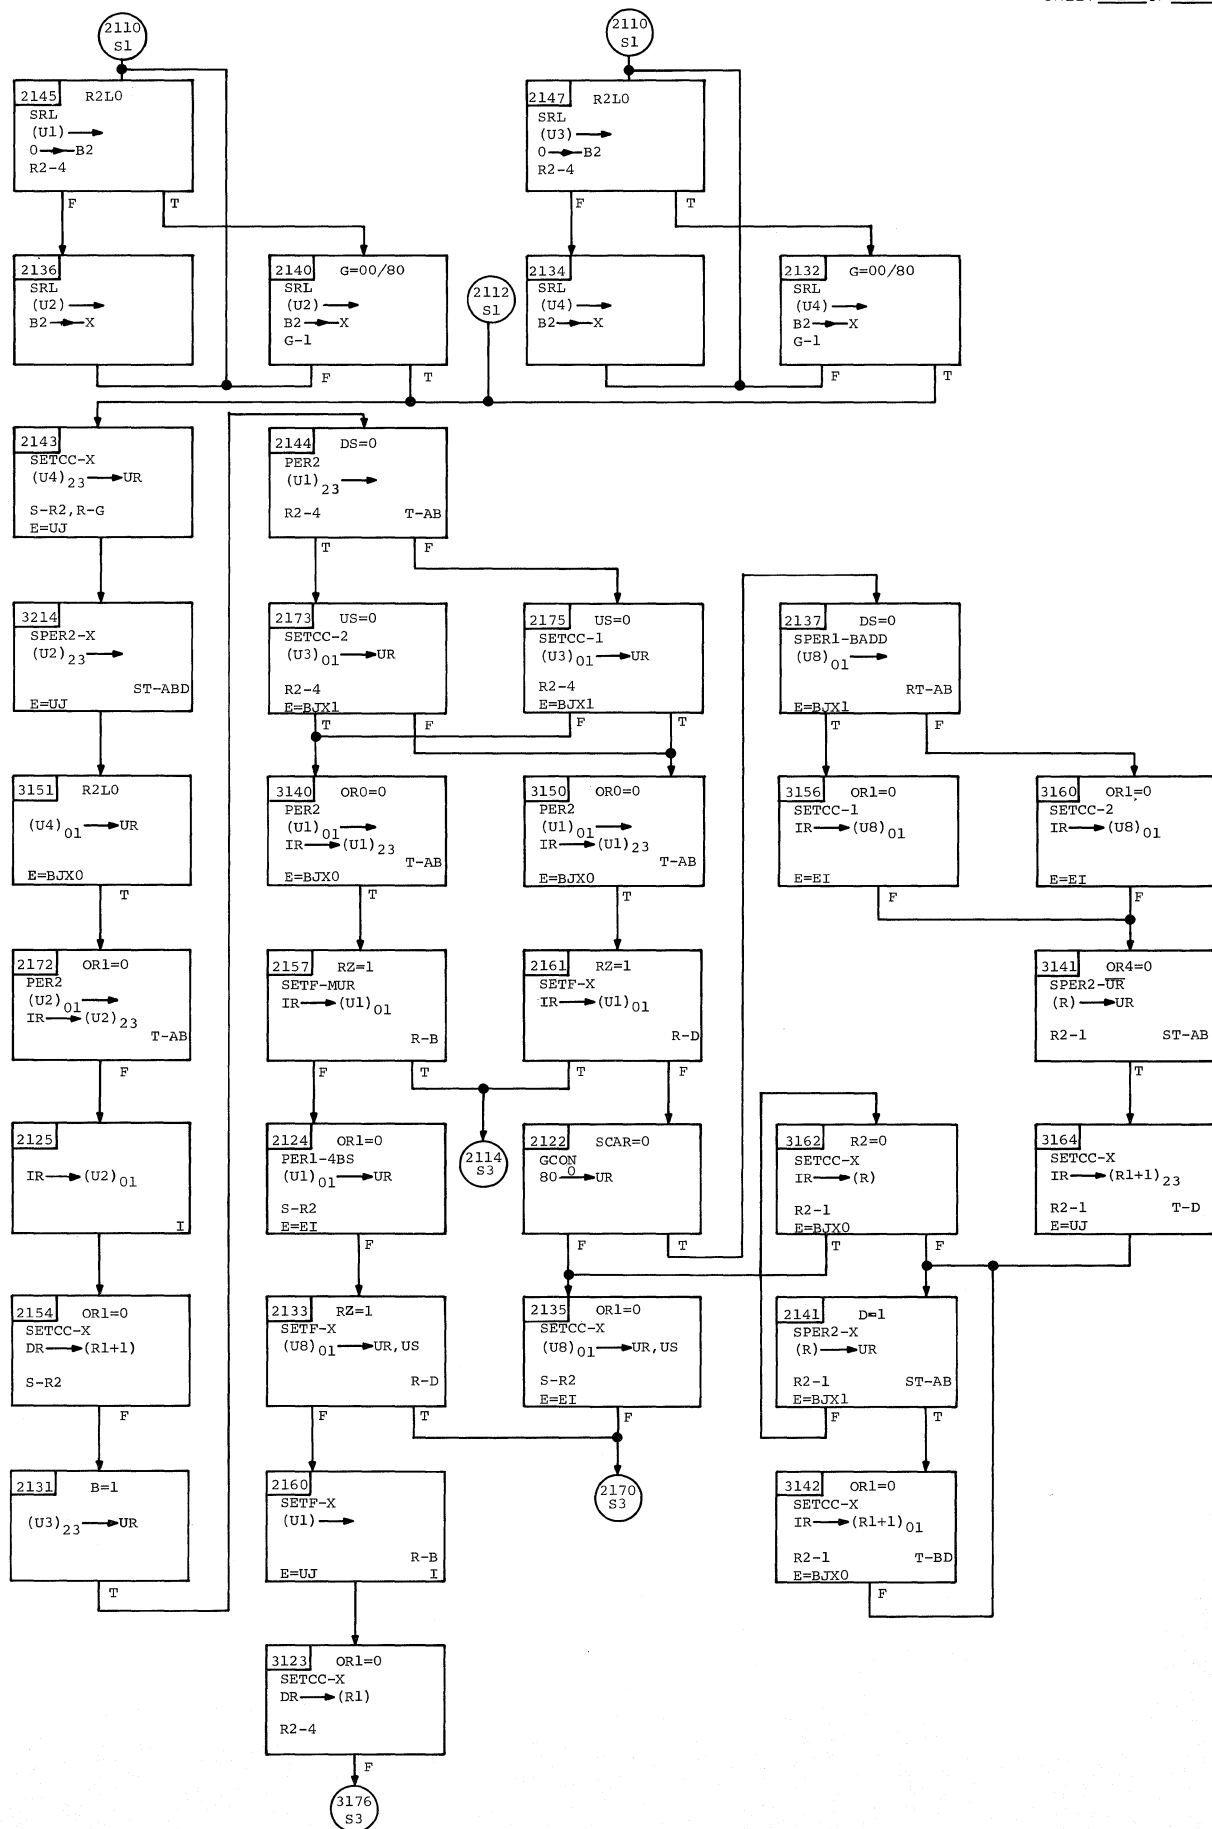 2110
S1
2110
S1
2145 R2L0
SRL
(U1)
0 B2
R2-4
F T
2147 R2L0
SRL
(U3)
0 B2
R2-4
F T
2136
SRL
(U2)
B2 X
2140 G=00/80
SRL
(U2)
B2 X
G-1
F T
2112
S1
2134
SRL
(U4)
B2 X
2132 G=00/80
SRL
(U4)
B2 X
G-1
F T
2143
SETCC-X
(U4)23 UR
S-R2,R-G
E=UJ
2144 DS=0
PER2
(U1)23
R2-4 T-AB
T F
3214
SPER2-X
(U2)23
ST-ABD
E=UJ
2173 US=0
SETCC-2
(U3)01 UR
R2-4
E=BJX1
T F
2175 US=0
SETCC-1
(U3)01 UR
R2-4
E=BJX1
F T
2137 DS=0
SPER1-BADD
(U8)01
RT-AB
E=BJX1
T F
3151 R2L0
(U4)01 UR
E=BJX0
T
3140 OR0=0
PER2
(U1)01
IR (U1)23
T-AB
E=BJX0
T
3150 OR0=0
PER2
(U1)01
IR (U1)23
T-AB
E=BJX0
T
3156 OR1=0
SETCC-1
IR (U8)01
E=EI
F
3160 OR1=0
SETCC-2
IR (U8)01
E=EI
F
2172 OR1=0
PER2
(U2)01
IR (U2)23
T-AB
F
2157 RZ=1
SETF-MUR
IR (U1)01
R-B
F T
2161 RZ=1
SETF-X
IR (U1)01
R-D
T F
3141 OR4=0
SPER2-UR
(R) UR
R2-1 ST-AB
T
2125
IR (U2)01
I
2124 OR1=0
PER1-4BS
(U1)01 UR
S-R2
E=EI
F
2114
S3
2122 SCAR=0
GCON
80 0 UR
F T
3162 R2=0
SETCC-X
IR (R)
R2-1
E=BJX0
T F
3164
SETCC-X
IR (R1+1)23
R2-1 T-D
E=UJ
2154 OR1=0
SETCC-X
DR (R1+1)
S-R2
F
2133 RZ=1
SETF-X
(U8)01 UR,US
R-D
F T
2135 OR1=0
SETCC-X
(U8)01 UR,US
S-R2
E=EI
F
2141 D=1
SPER2-X
(R) UR
R2-1 ST-AB
E=BJX1
F T
2131 B=1
(U3)23 UR
T
2160
SETF-X
(U1)
R-B
E=UJ I
2170
S3
3142 OR1=0
SETCC-X
IR (R1+1)01
R2-1 T-BD
E=BJX0
F
3123 OR1=0
SETCC-X
DR (R1)
R2-4
F
3176
S3